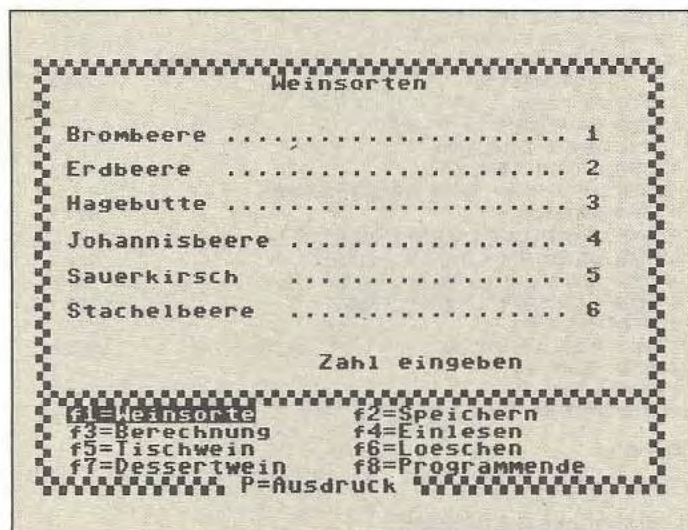 Weinsorten
Brombeere ...................... 1
Erdbeere ...................... 2
Hagebutte ...................... 3
Johannisbeere .................. 4
Sauerkirsch .................. 5
Stachelbeere .................. 6
Zahl eingeben
f1=Weinsorte f2=Speichern
f3=Berechnung f4=Einlesen
f5=Tischwein f6=Loeschen
f7=Dessertwein f8=Programmende
P=Ausdruck